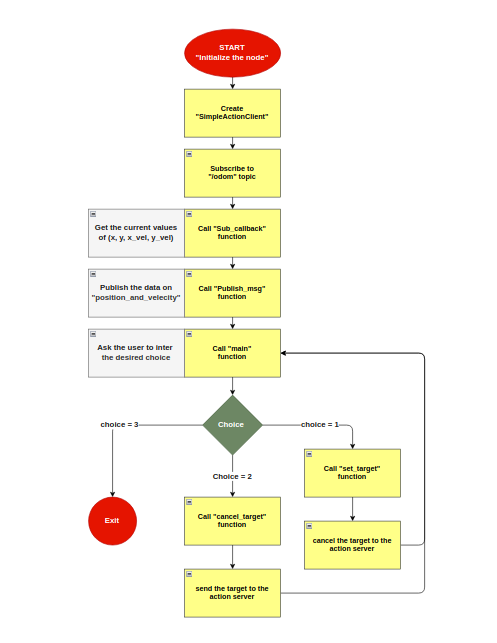 START
"Initialize the node"
Create
"SimpleActionClient"
Subscribe to
"/odom" topic
Get the current values
of (x, y, x_vel, y_vel)
Call "Sub_callback"
function
Publish the data on
"position_and_velecity"
Call "Publish_msg"
function
Ask the user to inter
the desired choice
Call "main"
function
choice = 3
Choice
choice = 1
Choice = 2
Call "set_target"
function
Exit
Call "cancel_target"
function
cancel the target to the
action server
send the target to the
action server